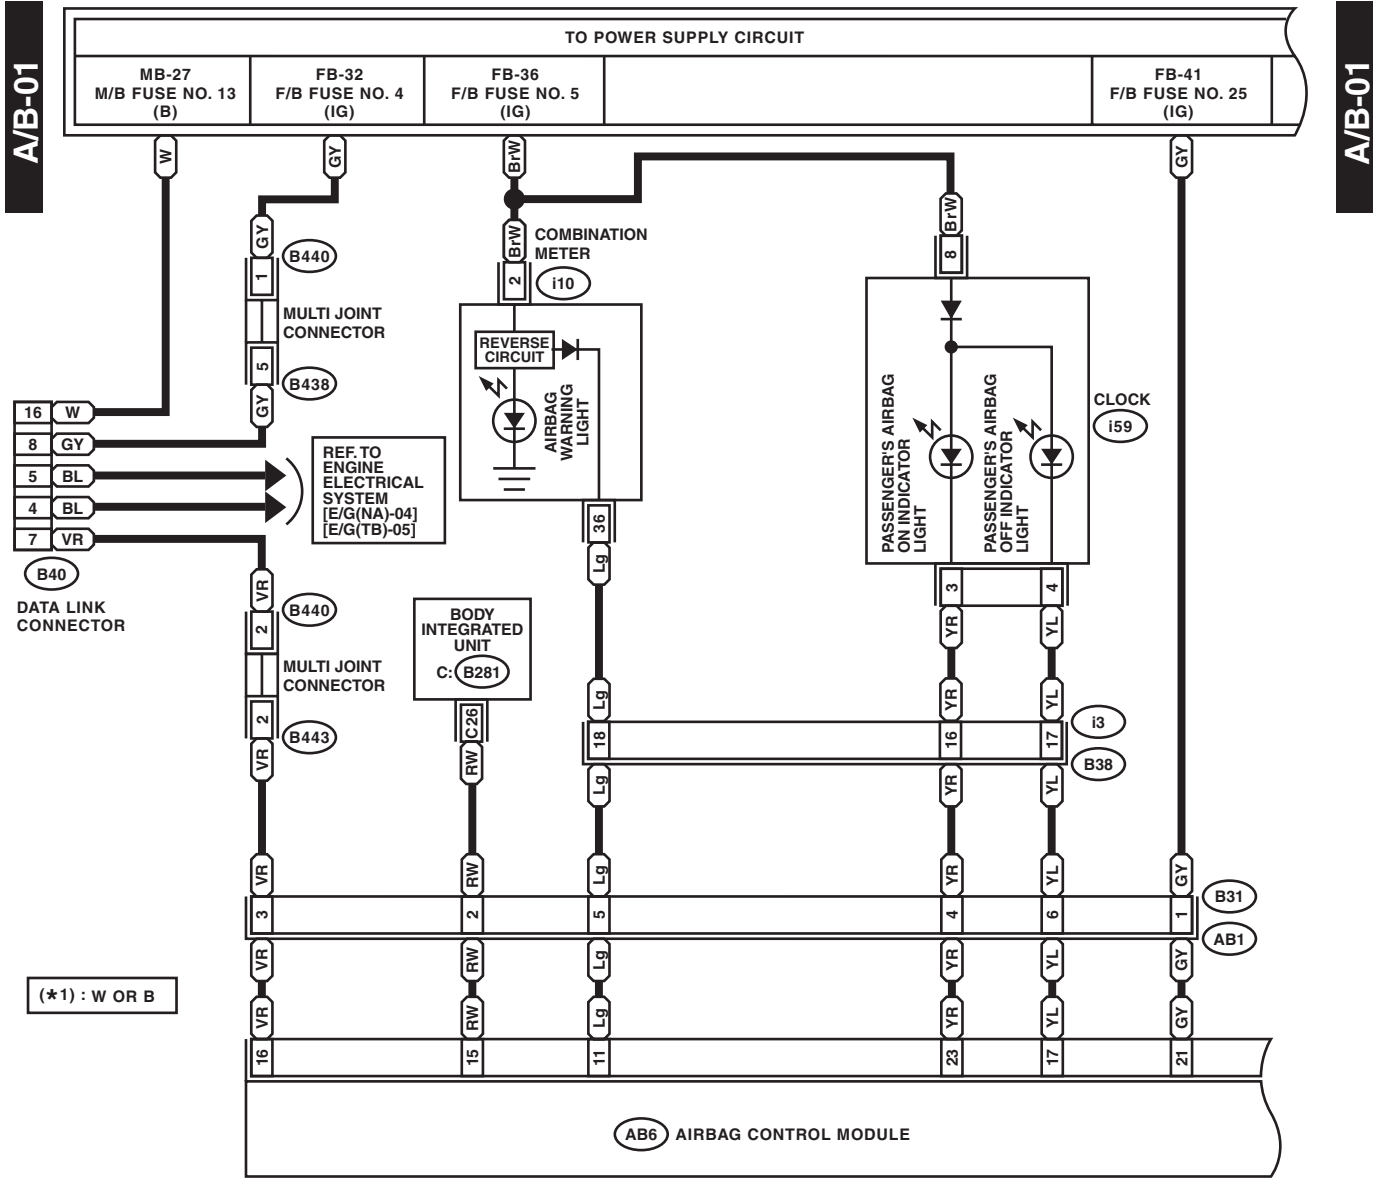 A/B-01
A/B-01
TO POWER SUPPLY CIRCUIT
MB-27
M/B FUSE NO. 13
(B)
FB-32
F/B FUSE NO. 4
(IG)
FB-36
F/B FUSE NO. 5
(IG)
FB-41
F/B FUSE NO. 25
(IG)
W
GY
BrW
GY
BrW
GY
B440
1
MULTI JOINT
CONNECTOR
5
B438
GY
BrW
COMBINATION
METER
2
i10
REVERSE
CIRCUIT
AIRBAG
WARNING
LIGHT
36
Lg
8
PASSENGER'S AIRBAG
ON INDICATOR
LIGHT
PASSENGER'S AIRBAG
OFF INDICATOR
LIGHT
CLOCK
i59
3
4
YR
YL
16 W
8 GY
5 BL
4 BL
7 VR
B40
DATA LINK
CONNECTOR
REF. TO
ENGINE
ELECTRICAL
SYSTEM
[E/G(NA)-04]
[E/G(TB)-05]
VR
B440
2
MULTI JOINT
CONNECTOR
2
B443
VR
BODY
INTEGRATED
UNIT
C: B281
C26
RW
Lg
YR
YL
18
16
17
i3
B38
Lg
YR
YL
VR
RW
Lg
YR
YL
GY
3
2
5
4
6
1
B31
AB1
VR
RW
Lg
YR
YL
GY
(*1) : W OR B
VR
RW
Lg
YR
YL
GY
16
15
11
23
17
21
AB6 AIRBAG CONTROL MODULE